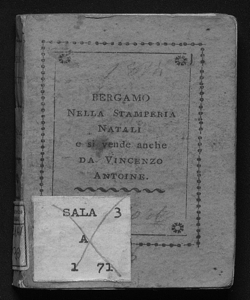 BERGAMO
NELLA STAMPERIA
NATALI
e si vende anche
DA VINCENZO
ANTOINE.
SALA 3
A
1 71